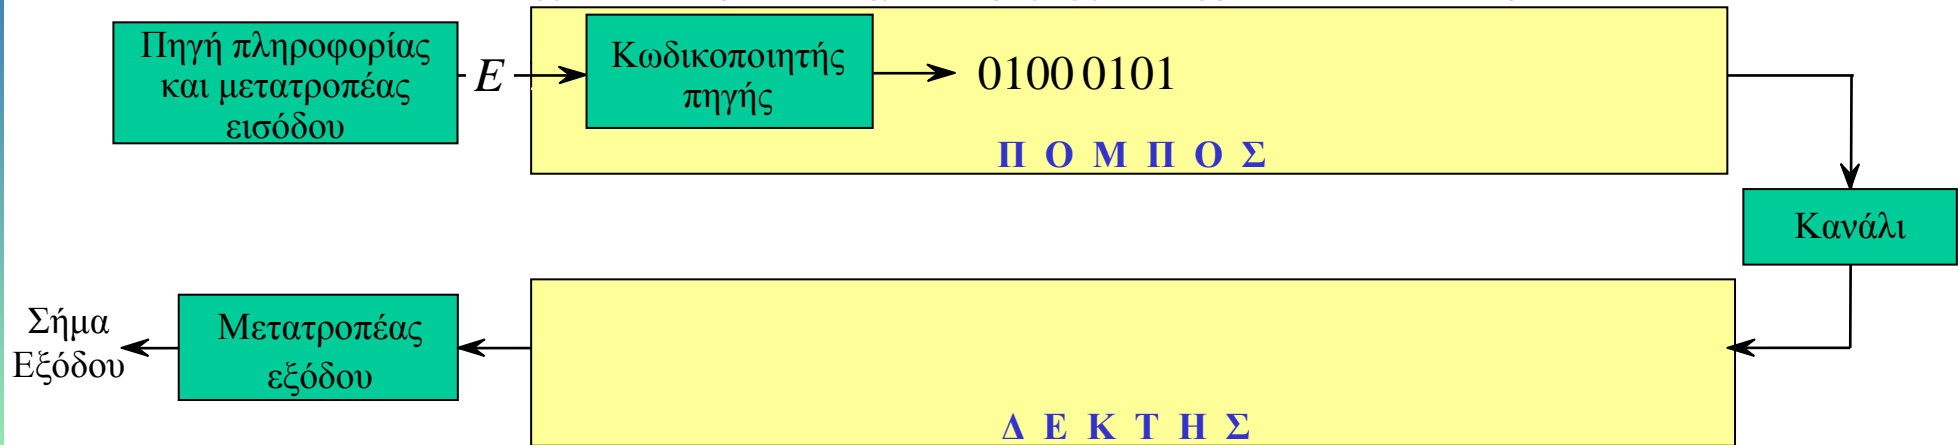 Πηγή πληροφορίας
και μετατροπέας
εισόδου
E
Κωδικοποιητής
πηγής
0100 0101
Π Ο Μ Π Ο Σ
Κανάλι
Σήμα
Εξόδου
Μετατροπέας
εξόδου
Δ Ε Κ Τ Η Σ